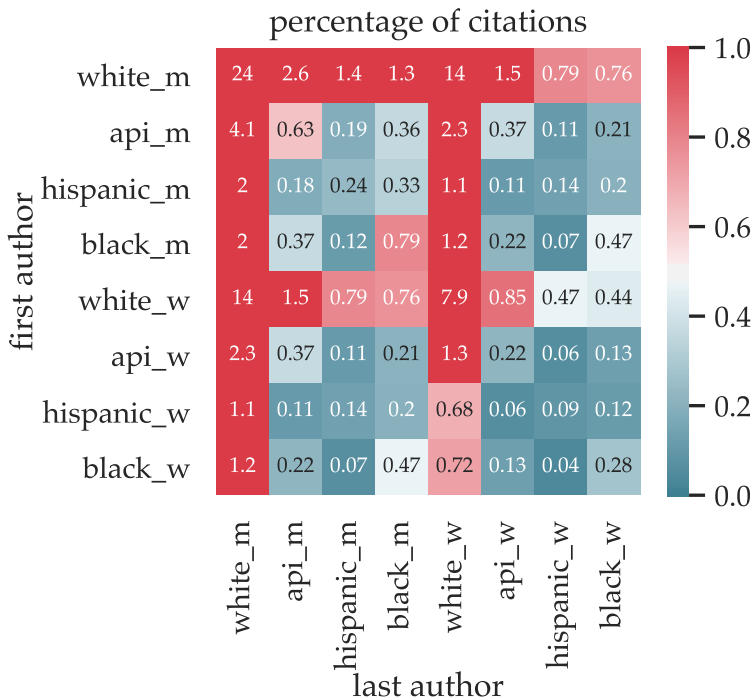 percentage of citations
white_m 24 2.6 1.4 1.3 14 1.5 0.79 0.76
api_m 4.1 0.63 0.19 0.36 2.3 0.37 0.11 0.21
hispanic_m 2 0.18 0.24 0.33 1.1 0.11 0.14 0.2
black_m 2 0.37 0.12 0.79 1.2 0.22 0.07 0.47
white_w 14 1.5 0.79 0.76 7.9 0.85 0.47 0.44
api_w 2.3 0.37 0.11 0.21 1.3 0.22 0.06 0.13
hispanic_w 1.1 0.11 0.14 0.2 0.68 0.06 0.09 0.12
black_w 1.2 0.22 0.07 0.47 0.72 0.13 0.04 0.28
first author
white_m
api_m
hispanic_m
black_m
white_w
api_w
hispanic_w
black_w
last author
1.0
0.8
0.6
0.4
0.2
0.0